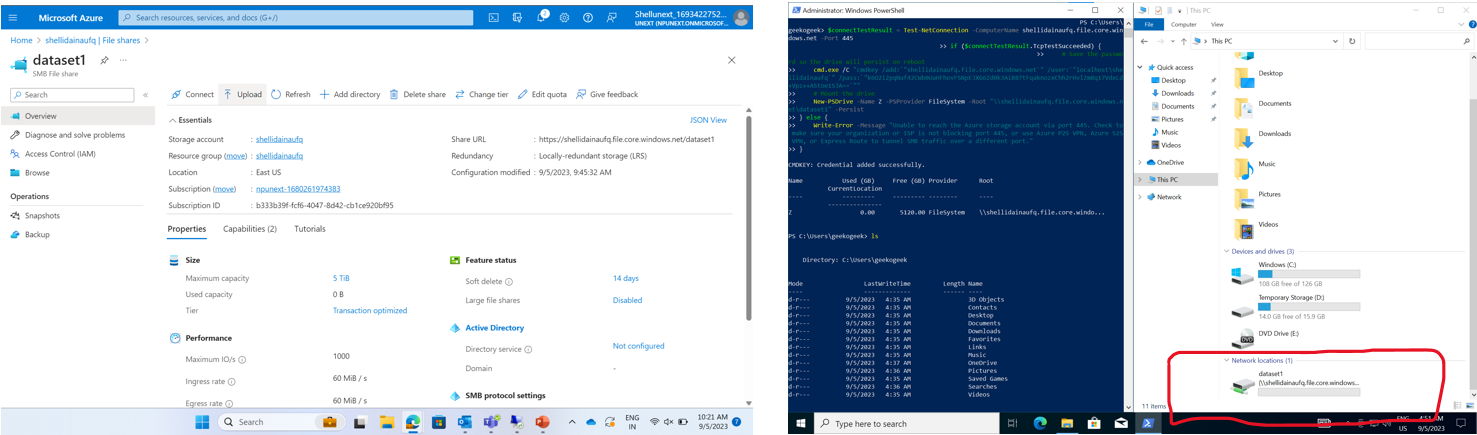 Microsoft Azure
Search resources, services, and docs (G+/)
2
Shellunext_1693422752...
UNEXT (NPUNEXT.ONMICROSOF...
Home > shellidainaufq | File shares >
dataset1
SMB File share
Search
Connect
Upload
Refresh
Add directory
Delete share
Change tier
Edit quota
Give feedback
Overview
Diagnose and solve problems
Access Control (IAM)
Browse
Operations
Snapshots
Backup
Essentials
JSON View
Storage account : shellidainaufq
Resource group (move) : shellidainaufq
Location : East US
Subscription (move) : npunext-1680261974383
Subscription ID : b333b39f-fcf6-4047-8d42-cb1ce920bf95
Share URL : https://shellidainaufq.file.core.windows.net/dataset1
Redundancy : Locally-redundant storage (LRS)
Configuration modified : 9/5/2023, 9:45:32 AM
Properties Capabilities (2) Tutorials
Size
Maximum capacity 5 TiB
Used capacity 0 B
Tier Transaction optimized
Performance
Maximum IO/s 1000
Ingress rate 60 MiB / s
Egress rate 60 MiB / s
Feature status
Soft delete 14 days
Large file shares Disabled
Active Directory
Directory service Not configured
Domain -
SMB protocol settings
Search
ENG
IN
10:21 AM
9/5/2023
7
Administrator: Windows PowerShell
PS C:\Users\
geekogeek> $connectTestResult = Test-NetConnection -ComputerName shellidainaufq.file.core.win
dows.net -Port 445
>> if ($connectTestResult.TcpTestSucceeded) {
>> # Save the passwo
rd so the drive will persist on reboot
>> # Mount the drive
>> New-PSDrive -Name Z -PSProvider FileSystem -Root "\\shellidainaufq.file.core.windows.n
et\dataset1" -Persist
>> } else {
>> Write-Error -Message "Unable to reach the Azure storage account via port 445. Check to
make sure your organization or ISP is not blocking port 445, or use Azure P2S VPN, Azure S2S
VPN, or Express Route to tunnel SMB traffic over a different port."
>> }
CMDKEY: Credential added successfully.
Name Used (GB) Free (GB) Provider Root
CurrentLocation
---- --------- --------- -------- ----
---------------
Z 0.00 5120.00 FileSystem \\shellidainaufq.file.core.windo...
PS C:\Users\geekogeek> ls
Directory: C:\Users\geekogeek
Mode LastWriteTime Length Name
---- ------------- ------ ----
d-r--- 9/5/2023 4:35 AM 3D Objects
d-r--- 9/5/2023 4:35 AM Contacts
d-r--- 9/5/2023 4:35 AM Desktop
d-r--- 9/5/2023 4:35 AM Documents
d-r--- 9/5/2023 4:35 AM Downloads
d-r--- 9/5/2023 4:35 AM Favorites
d-r--- 9/5/2023 4:35 AM Links
d-r--- 9/5/2023 4:35 AM Music
d-r--- 9/5/2023 4:37 AM OneDrive
d-r--- 9/5/2023 4:36 AM Pictures
d-r--- 9/5/2023 4:35 AM Saved Games
d-r--- 9/5/2023 4:36 AM Searches
d-r--- 9/5/2023 4:35 AM Videos
Type here to search
This PC
File Computer View
This PC
Quick access
Desktop
Downloads
Documents
Pictures
Music
Videos
OneDrive
This PC
Network
Desktop
Documents
Downloads
Music
Pictures
Videos
Devices and drives (3)
Windows (C:)
108 GB free of 126 GB
Temporary Storage (D:)
14.0 GB free of 15.9 GB
DVD Drive (E:)
Network locations (1)
dataset1
(\\shellidainaufq.file.core.windows...
11 items
ENG
US
4:51 AM
9/5/2023